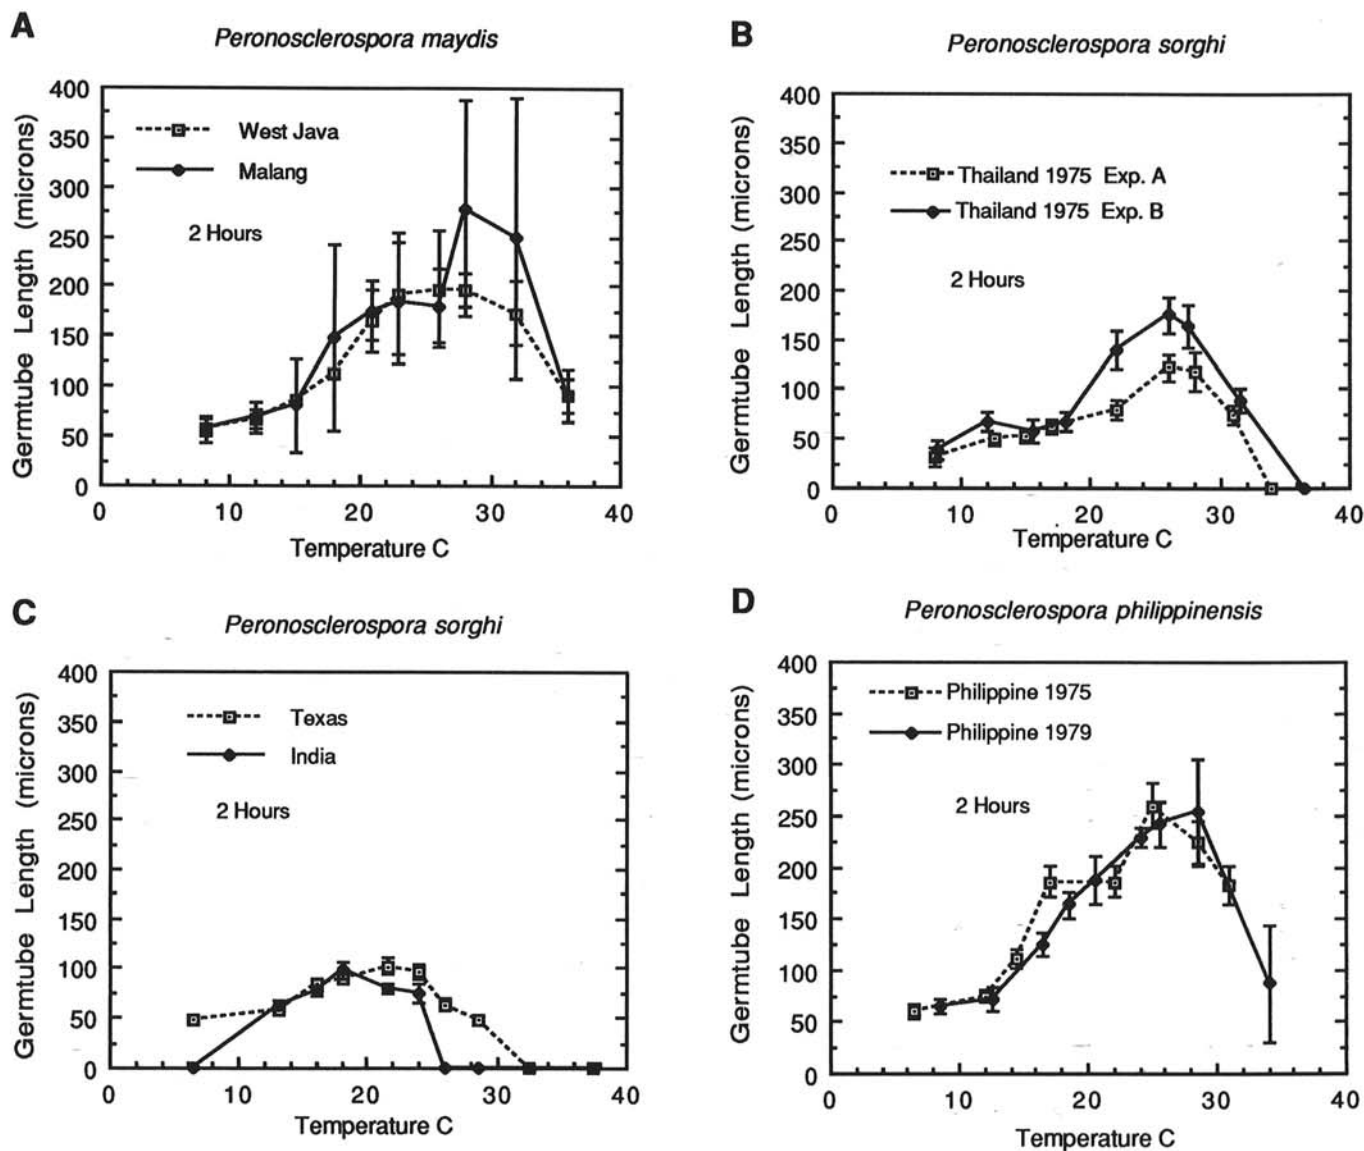 A
Peronosclerospora maydis
400
350
300
250
200
150
100
50
0
Germtube Length (microns)
West Java
Malang
2 Hours
0 10 20 30 40
Temperature C
B
Peronosclerospora sorghi
400
350
300
250
200
150
100
50
0
Germtube Length (microns)
Thailand 1975 Exp. A
Thailand 1975 Exp. B
2 Hours
0 10 20 30 40
Temperature C
C
Peronosclerospora sorghi
400
350
300
250
200
150
100
50
0
Germtube Length (microns)
Texas
India
2 Hours
0 10 20 30 40
Temperature C
D
Peronosclerospora philippinensis
400
350
300
250
200
150
100
50
0
Germtube Length (microns)
Philippine 1975
Philippine 1979
2 Hours
0 10 20 30 40
Temperature C